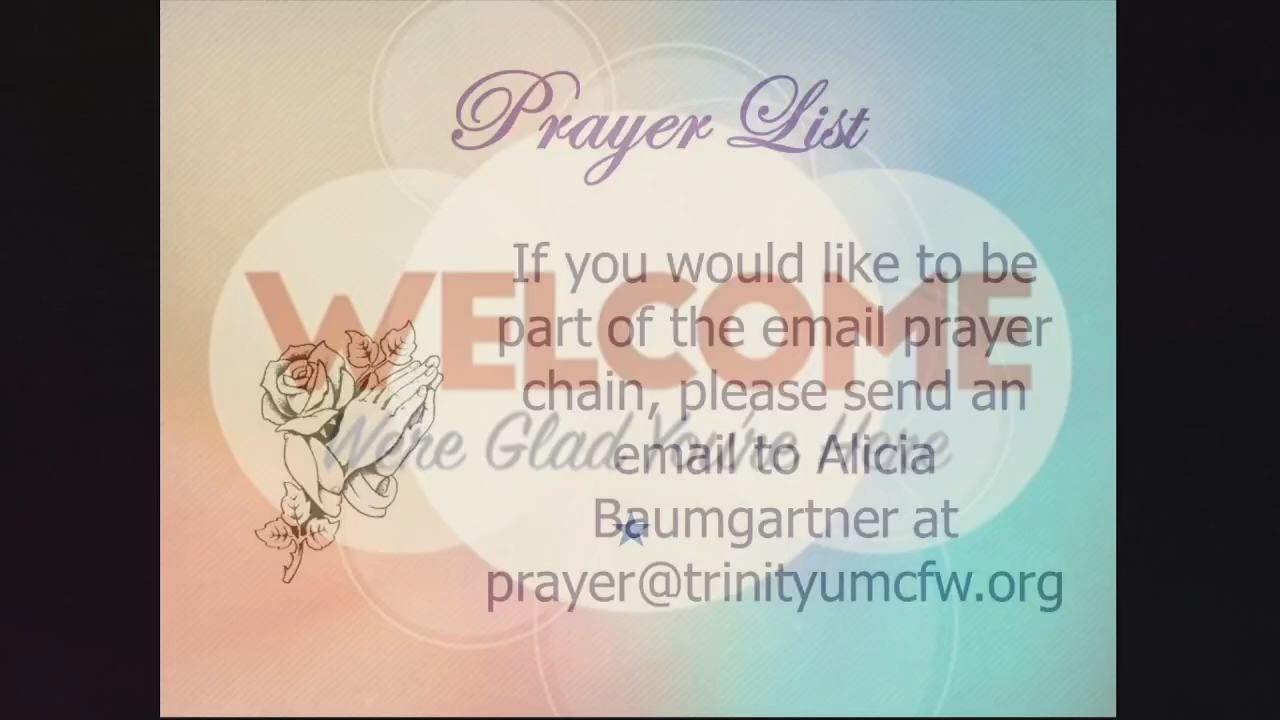 Prayer List
If you would like to be
WELCOME
part of the email prayer
chain, please send an
We're Glad You're Here
email to Alicia
Baumgartner at
prayer@trinityumcfw.org